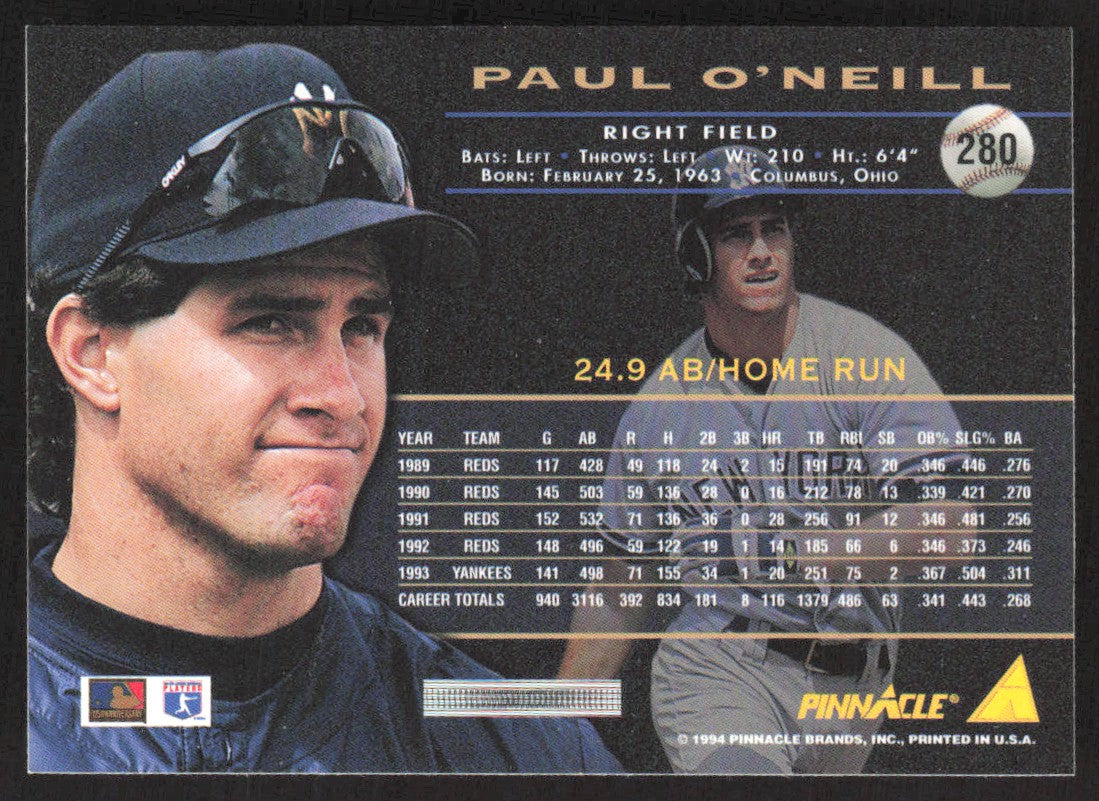 PAUL O'NEILL
RIGHT FIELD
BATS: LEFT • THROWS: LEFT • WT: 210 • HT.: 6'4"
BORN: FEBRUARY 25, 1963 COLUMBUS, OHIO
280
OAKLEY
NY
24.9 AB/HOME RUN
NEW YORK
YEAR TEAM G AB R H 2B 3B HR TB RBI SB OB% SLG% BA
1989 REDS 117 428 49 118 24 2 15 191 74 20 .346 .446 .276
1990 REDS 145 503 59 136 28 0 16 212 78 13 .339 .421 .270
1991 REDS 152 532 71 136 36 0 28 256 91 12 .346 .481 .256
1992 REDS 148 496 59 122 19 1 14 185 66 6 .346 .373 .246
1993 YANKEES 141 498 71 155 34 1 20 251 75 2 .367 .504 .311
CAREER TOTALS 940 3116 392 834 181 8 116 1379 486 63 .341 .443 .268
125th ANNIVERSARY
PLAYERS
PINNACLE®
© 1994 PINNACLE BRANDS, INC., PRINTED IN U.S.A.